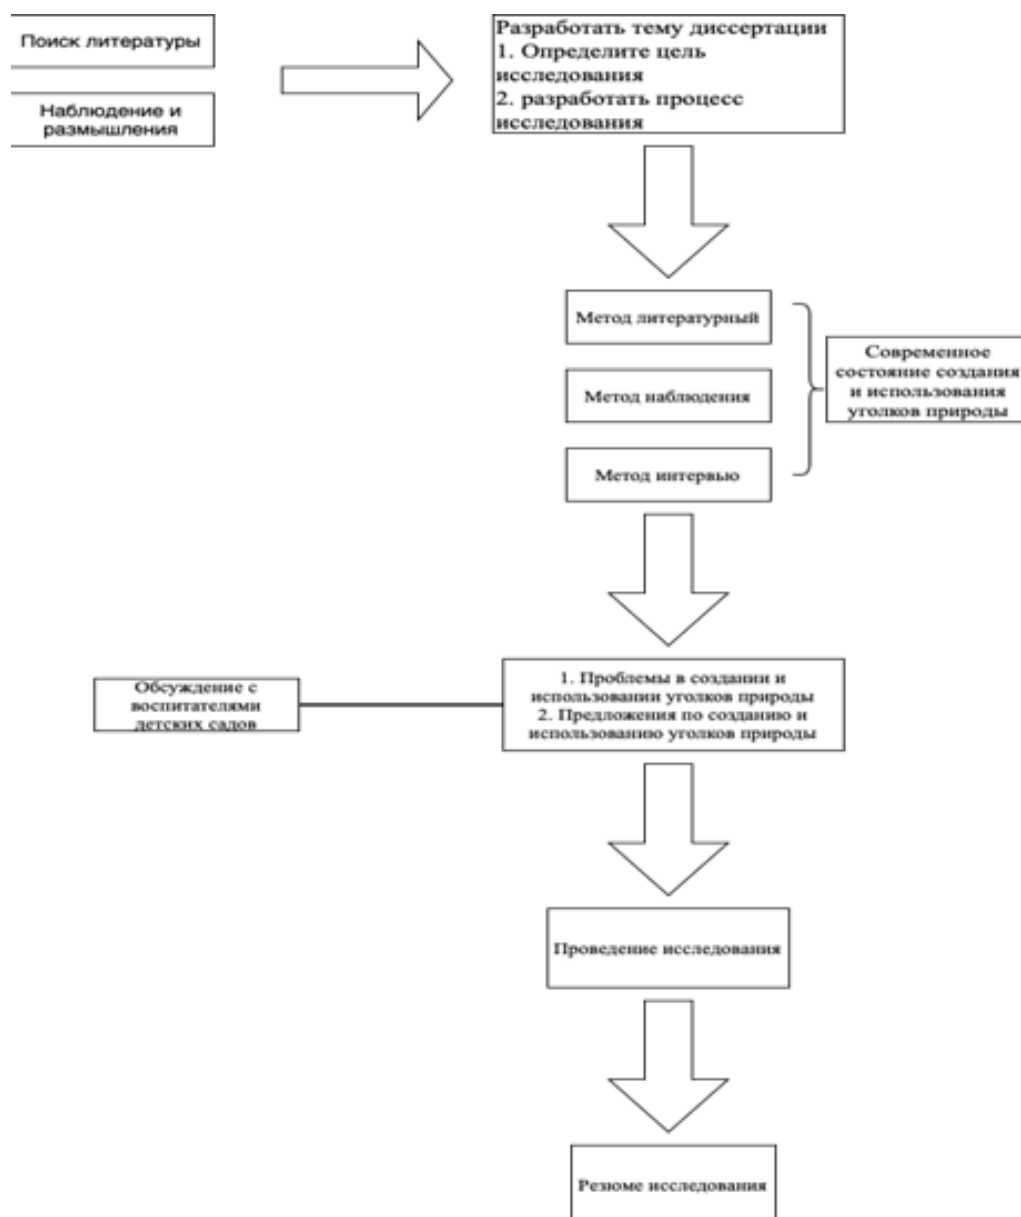 Поиск литературы
Наблюдение и
размышления
Разработать тему диссертации
1. Определите цель
исследования
2. разработать процесс
исследования
Метод литературный
Метод наблюдения
Метод интервью
Современное
состояние создания
и использования
уголков природы
Обсуждение с
воспитателями
детских садов
1. Проблемы в создании и
использовании уголков природы
2. Предложения по созданию и
использованию уголков природы
Проведение исследования
Резюме исследования